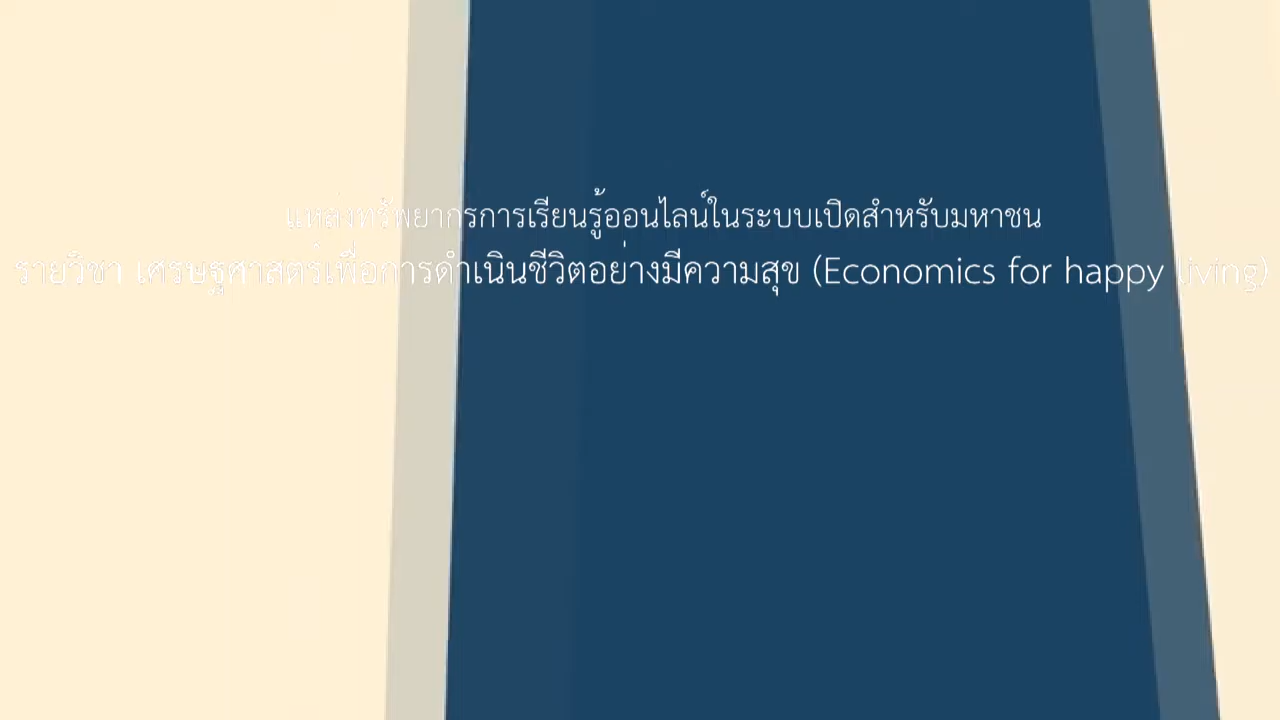 แหล่งทรัพยากรการเรียนรู้ออนไลน์ในระบบเปิดสำหรับมหาชน
รายวิชา เศรษฐศาสตร์เพื่อการดำเนินชีวิตอย่างมีความสุข (Economics for happy living)